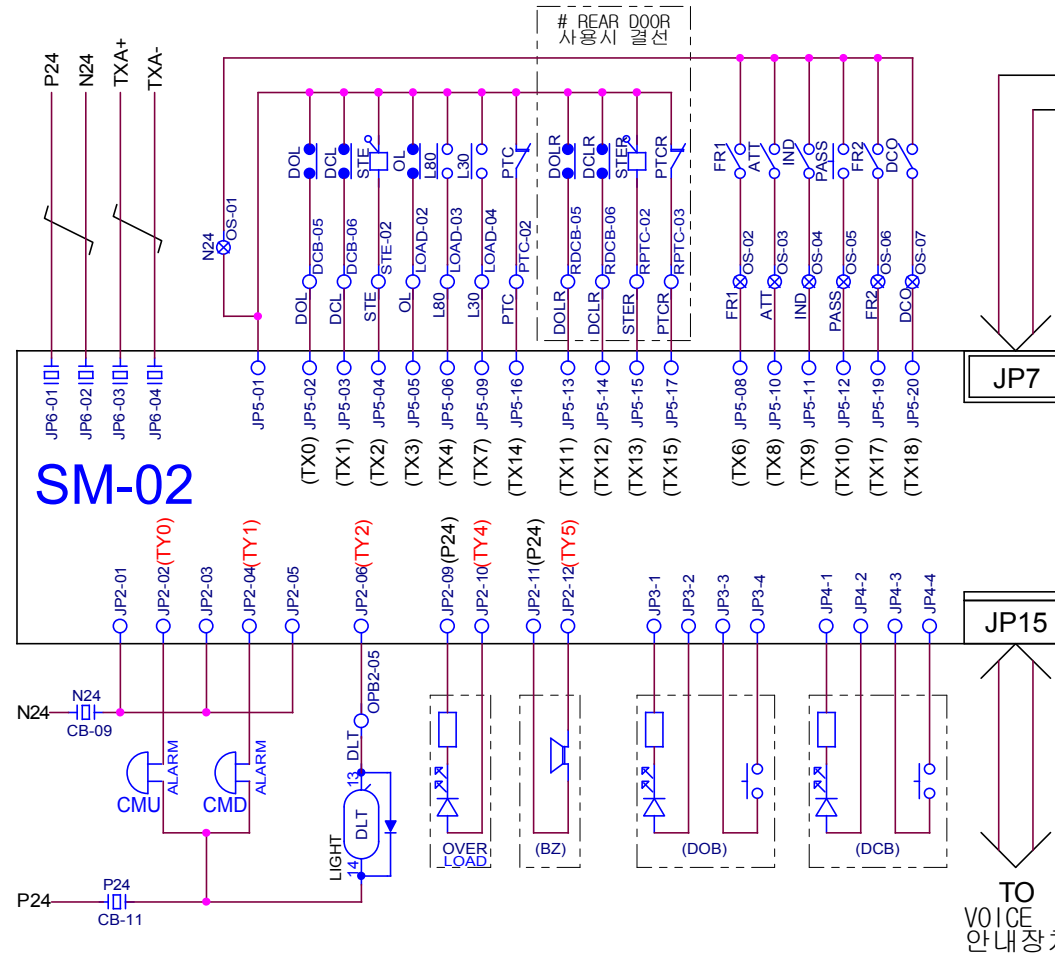 # REAR DOOR
사용시 결선
P24
N24
TXA+
TXA-
N24
OS-01
DOL
DCL
STE
OL
L80
L30
PTC
DOLR
DCLR
STER
PTCR
FR1
ATT
IND
PASS
FR2
DCO
DCB-05
DCB-06
STE-02
LOAD-02
LOAD-03
LOAD-04
PTC-02
RDCB-05
RDCB-06
RPTC-02
RPTC-03
OS-02
OS-03
OS-04
OS-05
OS-06
OS-07
DOL
DCL
STE
OL
L80
L30
PTC
DOLR
DCLR
STER
PTCR
FR1
ATT
IND
PASS
FR2
DCO
JP6-01
JP6-02
JP6-03
JP6-04
JP5-01
JP5-02
JP5-03
JP5-04
JP5-05
JP5-06
JP5-09
JP5-16
JP5-13
JP5-14
JP5-15
JP5-17
JP5-08
JP5-10
JP5-11
JP5-12
JP5-19
JP5-20
JP7
(TX0)
(TX1)
(TX2)
(TX3)
(TX4)
(TX7)
(TX14)
(TX11)
(TX12)
(TX13)
(TX15)
(TX6)
(TX8)
(TX9)
(TX10)
(TX17)
(TX18)
SM-02
JP2-01
JP2-02(TY0)
JP2-03
JP2-04(TY1)
JP2-05
JP2-06(TY2)
JP2-09(P24)
JP2-10(TY4)
JP2-11(P24)
JP2-12(TY5)
JP3-1
JP3-2
JP3-3
JP3-4
JP4-1
JP4-2
JP4-3
JP4-4
JP15
N24
N24
CB-09
CMU
ALARM
CMD
ALARM
OPB2-05
DLT
13
DLT
14
LIGHT
OVER
LOAD
(BZ)
(DOB)
(DCB)
P24
P24
CB-11
TO
VOICE
안내장